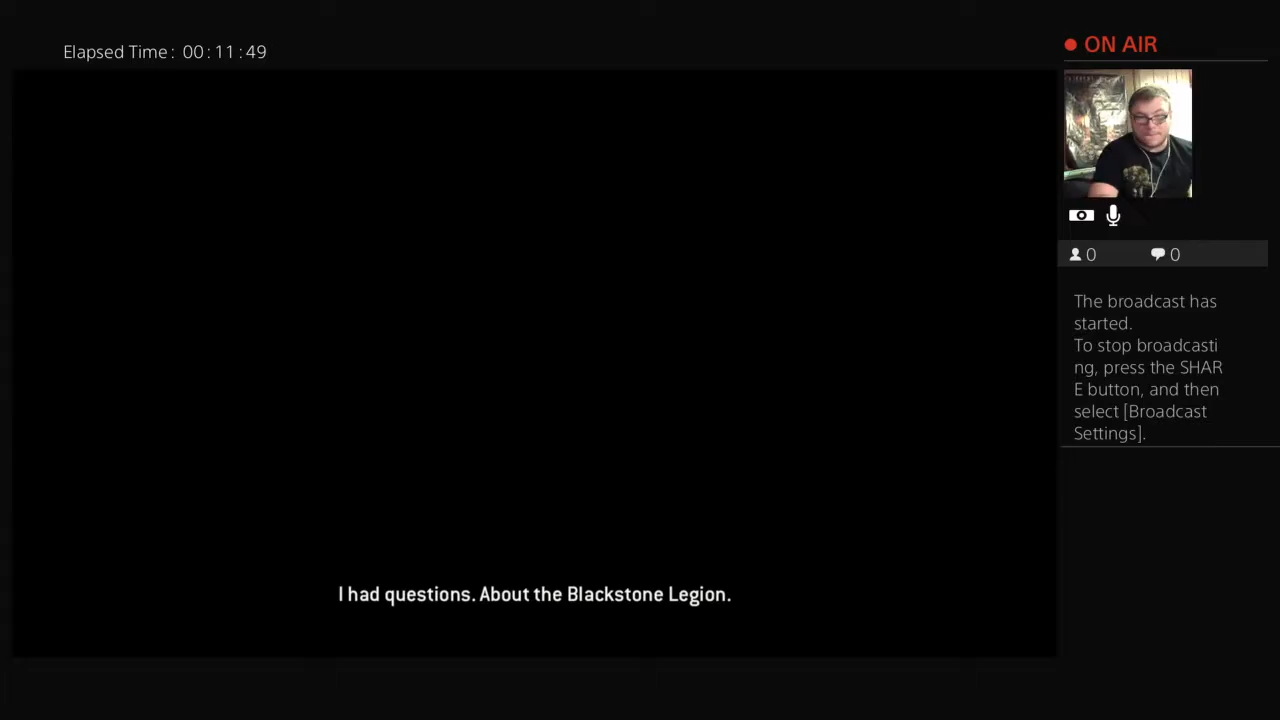 Elapsed Time: 00:11:49
ON AIR
0 0
The broadcast has
started.
To stop broadcasti
ng, press the SHAR
E button, and then
select [Broadcast
Settings].
I had questions. About the Blackstone Legion.